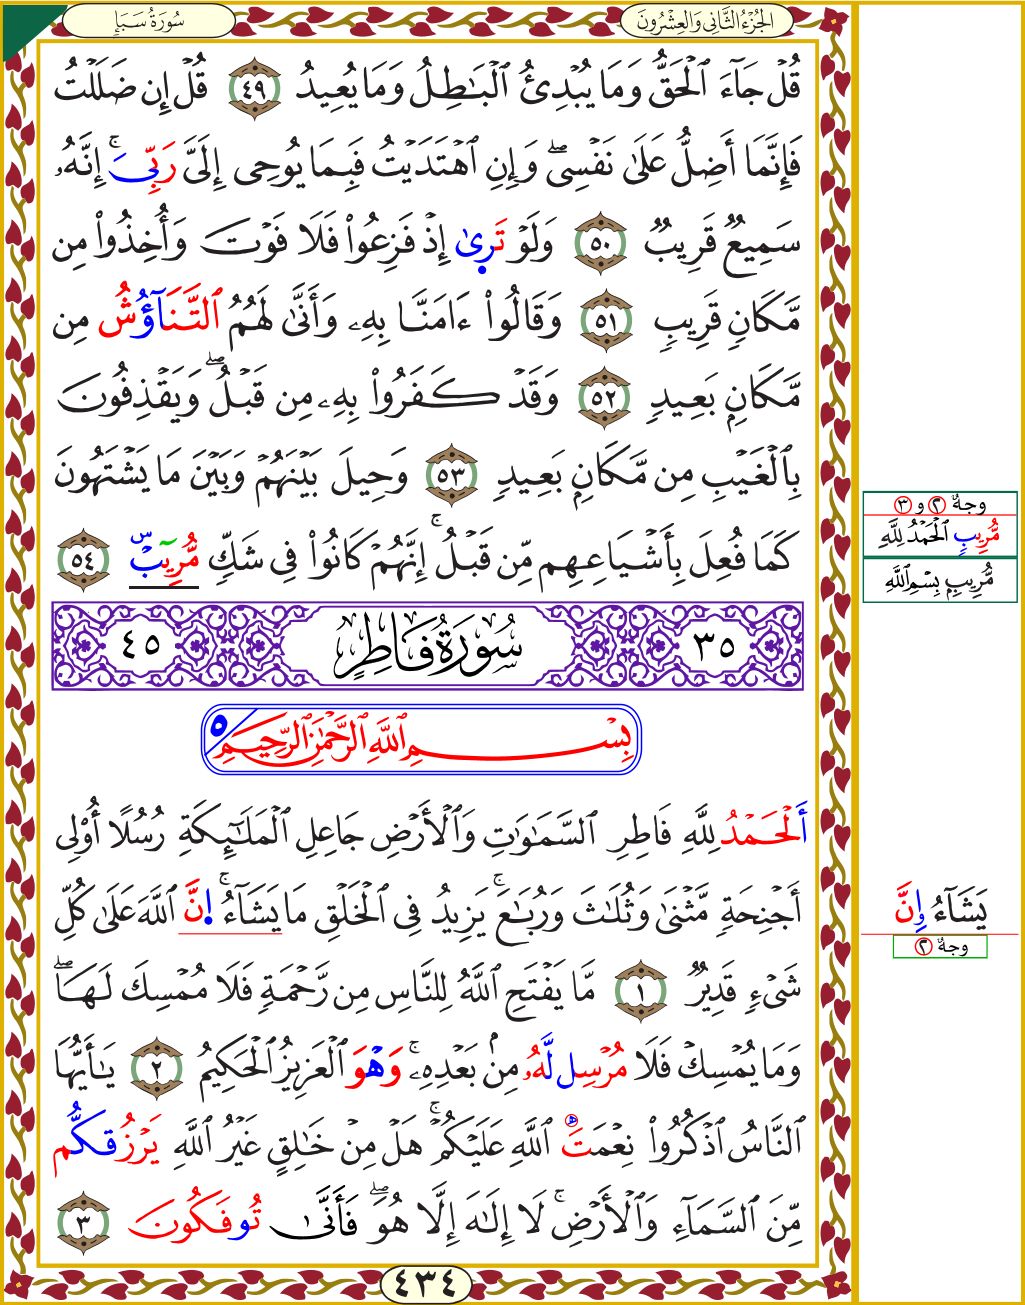 سُورَةُ سَبَإٍ
الجُزْءُ الثَّانِي وَالعِشْرُونَ
قُلْ جَآءَ ٱلْحَقُّ وَمَا يُبْدِئُ ٱلْبَـٰطِلُ وَمَا يُعِيدُ ٤٩ قُلْ إِن ضَلَلْتُ
فَإِنَّمَآ أَضِلُّ عَلَىٰ نَفْسِىۖ وَإِنِ ٱهْتَدَيْتُ فَبِمَا يُوحِىٓ إِلَىَّ رَبِّىَۚ إِنَّهُۥ
سَمِيعٌ قَرِيبٌ ٥٠ وَلَوْ تَرِىٰ إِذْ فَزِعُوا۟ فَلَا فَوْتَ وَأُخِذُوا۟ مِن
مَّكَانٍ قَرِيبٍ ٥١ وَقَالُوٓا۟ ءَامَنَّا بِهِۦ وَأَنَّىٰ لَهُمُ ٱلتَّنَآؤُشُ مِن
مَّكَانٍۭ بَعِيدٍ ٥٢ وَقَدْ كَفَرُوا۟ بِهِۦ مِن قَبْلُۖ وَيَقْذِفُونَ
بِٱلْغَيْبِ مِن مَّكَانٍۭ بَعِيدٍ ٥٣ وَحِيلَ بَيْنَهُمْ وَبَيْنَ مَا يَشْتَهُونَ
كَمَا فُعِلَ بِأَشْيَاعِهِم مِّن قَبْلُۚ إِنَّهُمْ كَانُوا۟ فِى شَكٍّ مُّرِيبٍۭ ٥٤
وجهٌ ٢ و ٣
مُّرِيبٍ ٱلْحَمْدُ لِلَّهِ
مُّرِيبٍۭ بِسْمِ ٱللَّهِ
٣٥ سُورَةُ فَاطِرٍ ٤٥
بِسْمِ ٱللَّهِ ٱلرَّحْمَـٰنِ ٱلرَّحِيمِ ٥
أَلْحَمْدُ لِلَّهِ فَاطِرِ ٱلسَّمَـٰوَٰتِ وَٱلْأَرْضِ جَاعِلِ ٱلْمَلَـٰٓئِكَةِ رُسُلًا أُو۟لِىٓ
أَجْنِحَةٍ مَّثْنَىٰ وَثُلَـٰثَ وَرُبَـٰعَۚ يَزِيدُ فِى ٱلْخَلْقِ مَا يَشَآءُۚ إِنَّ ٱللَّهَ عَلَىٰ كُلِّ
يَشَآءُ وِنَّ
وجهٌ ٢
شَىْءٍ قَدِيرٌ ١ مَّا يَفْتَحِ ٱللَّهُ لِلنَّاسِ مِن رَّحْمَةٍ فَلَا مُمْسِكَ لَهَاۖ
وَمَا يُمْسِكْ فَلَا مُرْسِل لَّهُۥ مِنۢ بَعْدِهِۦۚ وَهْوَ ٱلْعَزِيزُ ٱلْحَكِيمُ ٢ يَـٰٓأَيُّهَا
ٱلنَّاسُ ٱذْكُرُوا۟ نِعْمَتَ ٱللَّهِ عَلَيْكُمْۚ هَلْ مِنْ خَـٰلِقٍ غَيْرُ ٱللَّهِ يَرْزُقكُّم
مِّنَ ٱلسَّمَآءِ وَٱلْأَرْضِۚ لَآ إِلَـٰهَ إِلَّا هُوَۖ فَأَنَّىٰ تُوفَكُونَ ٣
٤٣٤